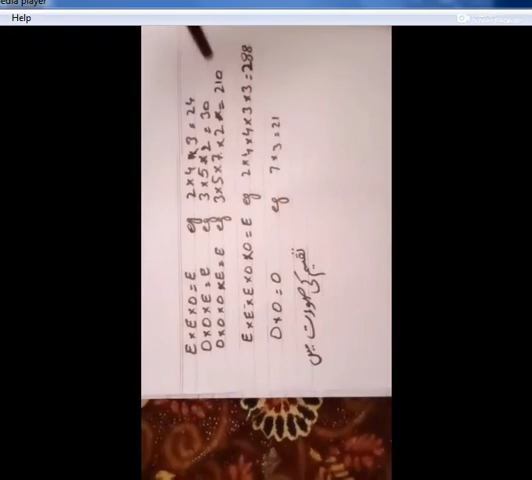 edia player
Help
E x E x O = E eg 2 x 4 x 3 = 24
O x O x E = E eg 3 x 5 x 2 = 30
O x O x O x E = E eg 3 x 5 x 7 x 2 = 210
E x E x E x O x O = E eg 2 x 4 x 4 x 3 x 3 = 288
O x O = O eg 7 x 3 = 21
تقسیم کی صورت میں